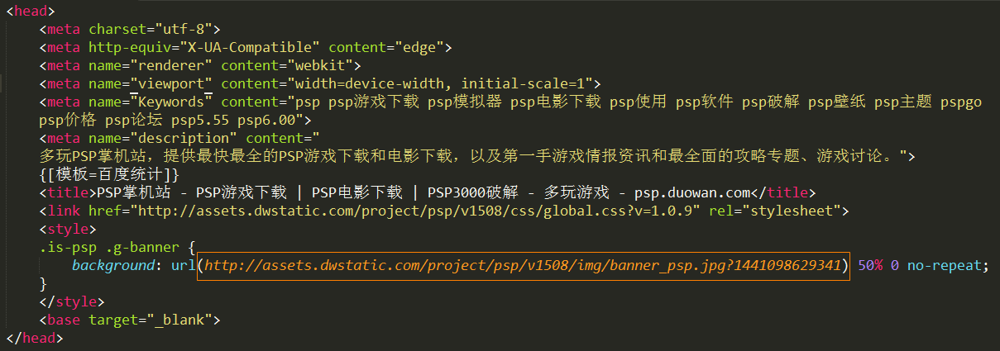 <head>
<meta charset="utf-8">
<meta http-equiv="X-UA-Compatible" content="edge">
<meta name="renderer" content="webkit">
<meta name="viewport" content="width=device-width, initial-scale=1">
<meta name="Keywords" content="psp psp游戏下载 psp模拟器 psp电影下载 psp使用 psp软件 psp破解 psp壁纸 psp主题 pspgo
psp价格 psp论坛 psp5.55 psp6.00">
<meta name="description" content="
多玩PSP掌机站，提供最快最全的PSP游戏下载和电影下载，以及第一手游戏情报资讯和最全面的攻略专题、游戏讨论。">
{[模板=百度统计]}
<title>PSP掌机站 - PSP游戏下载 | PSP电影下载 | PSP3000破解 - 多玩游戏 - psp.duowan.com</title>
<link href="http://assets.dwstatic.com/project/psp/v1508/css/global.css?v=1.0.9" rel="stylesheet">
<style>
.is-psp .g-banner {
background: url(http://assets.dwstatic.com/project/psp/v1508/img/banner_psp.jpg?1441098629341) 50% 0 no-repeat;
}
</style>
<base target="_blank">
</head>